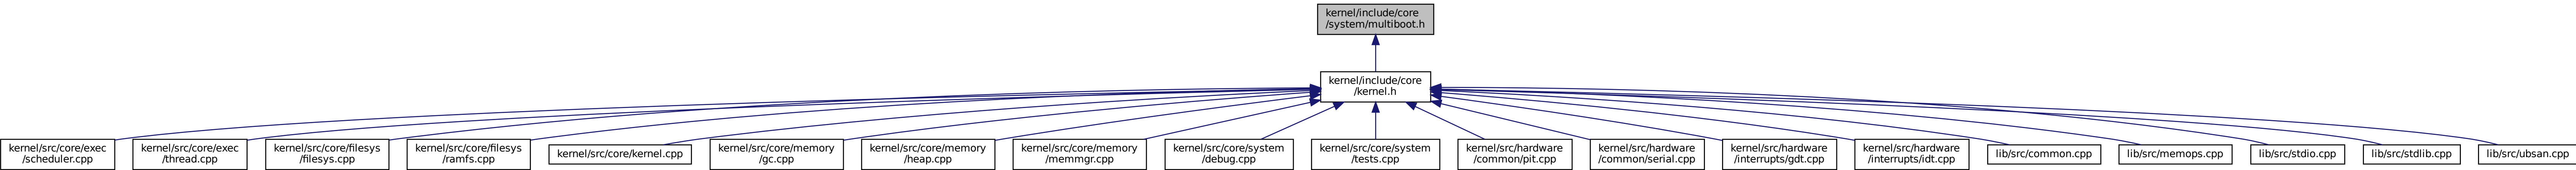 kernel/include/core
/system/multiboot.h
kernel/include/core
/kernel.h
kernel/src/core/exec
/scheduler.cpp
kernel/src/core/exec
/thread.cpp
kernel/src/core/filesys
/filesys.cpp
kernel/src/core/filesys
/ramfs.cpp
kernel/src/core/kernel.cpp
kernel/src/core/memory
/gc.cpp
kernel/src/core/memory
/heap.cpp
kernel/src/core/memory
/memmgr.cpp
kernel/src/core/system
/debug.cpp
kernel/src/core/system
/tests.cpp
kernel/src/hardware
/common/pit.cpp
kernel/src/hardware
/common/serial.cpp
kernel/src/hardware
/interrupts/gdt.cpp
kernel/src/hardware
/interrupts/idt.cpp
lib/src/common.cpp
lib/src/memops.cpp
lib/src/stdio.cpp
lib/src/stdlib.cpp
lib/src/ubsan.cpp